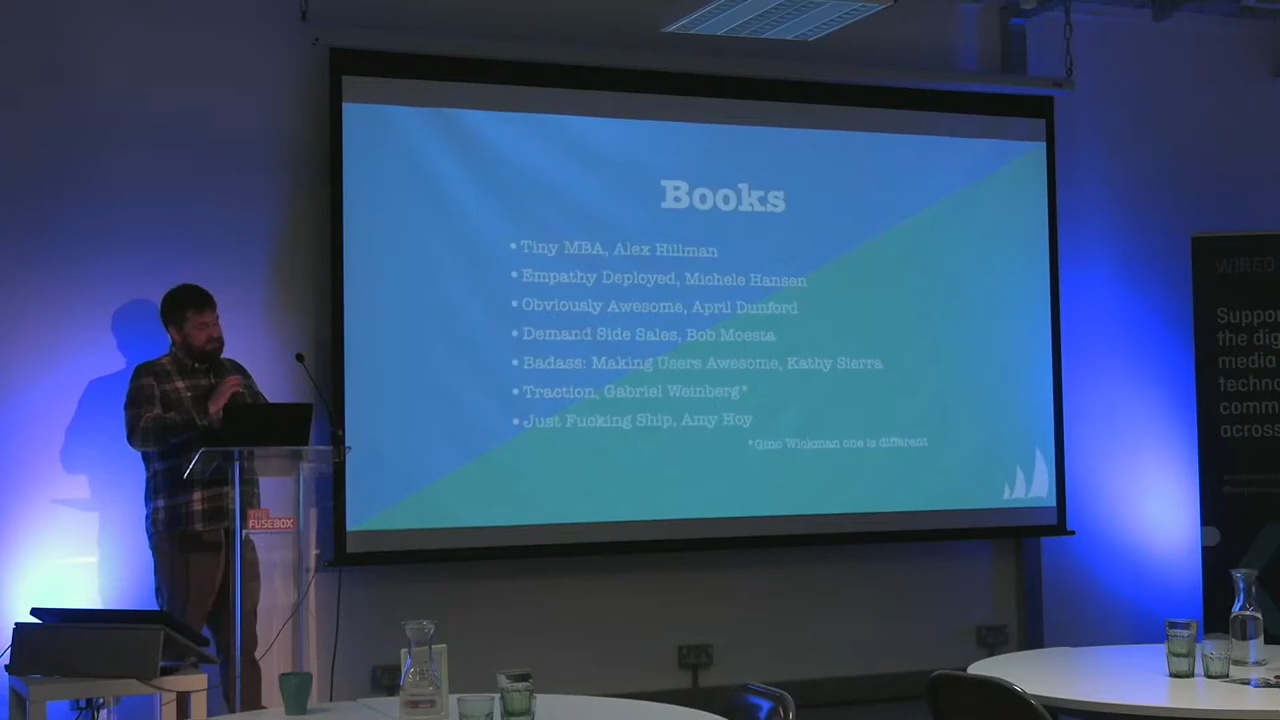 Books
• Tiny MBA, Alex Hillman
• Empathy Deployed, Michele Hansen
• Obviously Awesome, April Dunford
• Demand Side Sales, Bob Moesta
• Badass: Making Users Awesome, Kathy Sierra
• Traction, Gabriel Weinberg*
• Just Fucking Ship, Amy Hoy
*Gino Wickman one is different
THE
FUSEBOX
WIRED
Suppor
the dig
media
techno
comm
across